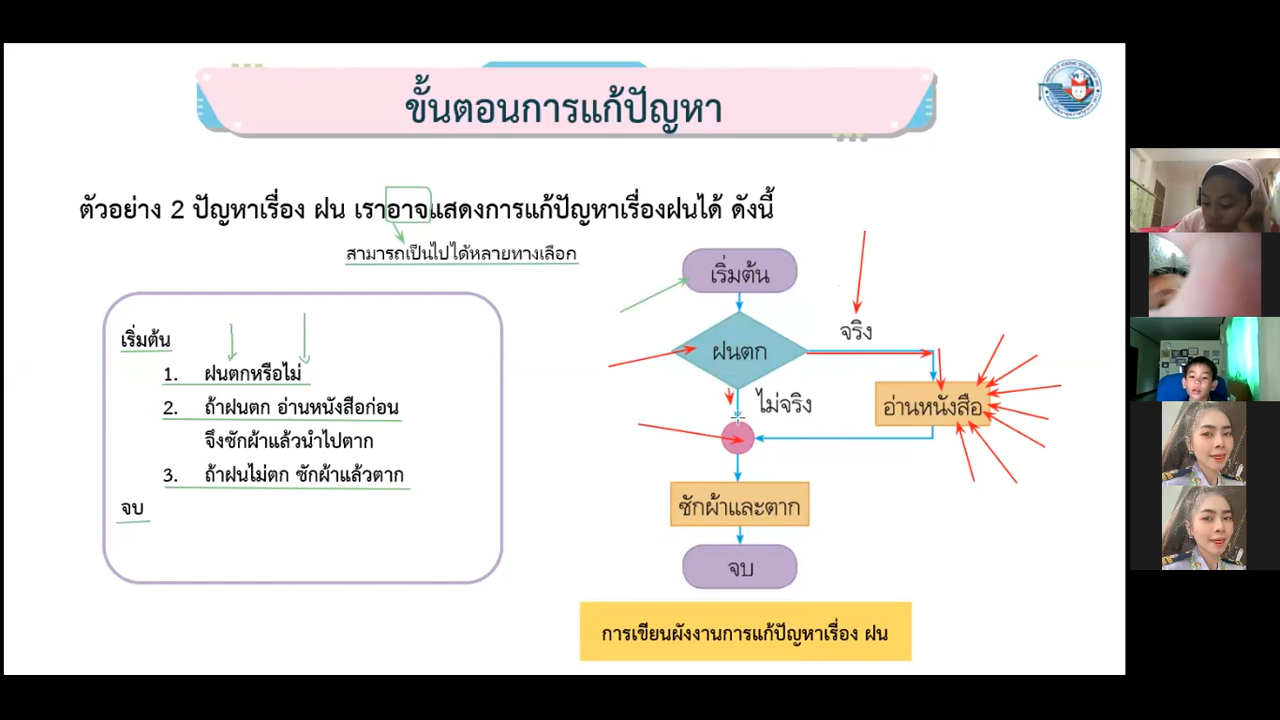 ขั้นตอนการแก้ปัญหา
ตัวอย่าง 2 ปัญหาเรื่อง ฝน เราอาจแสดงการแก้ปัญหาเรื่องฝนได้ ดังนี้
สามารถเป็นไปได้หลายทางเลือก
เริ่มต้น
1. ฝนตกหรือไม่
2. ถ้าฝนตก อ่านหนังสือก่อน
จึงซักผ้าแล้วนำไปตาก
3. ถ้าฝนไม่ตก ซักผ้าแล้วตาก
จบ
เริ่มต้น
ฝนตก
จริง
ไม่จริง
อ่านหนังสือ
ซักผ้าและตาก
จบ
การเขียนผังงานการแก้ปัญหาเรื่อง ฝน